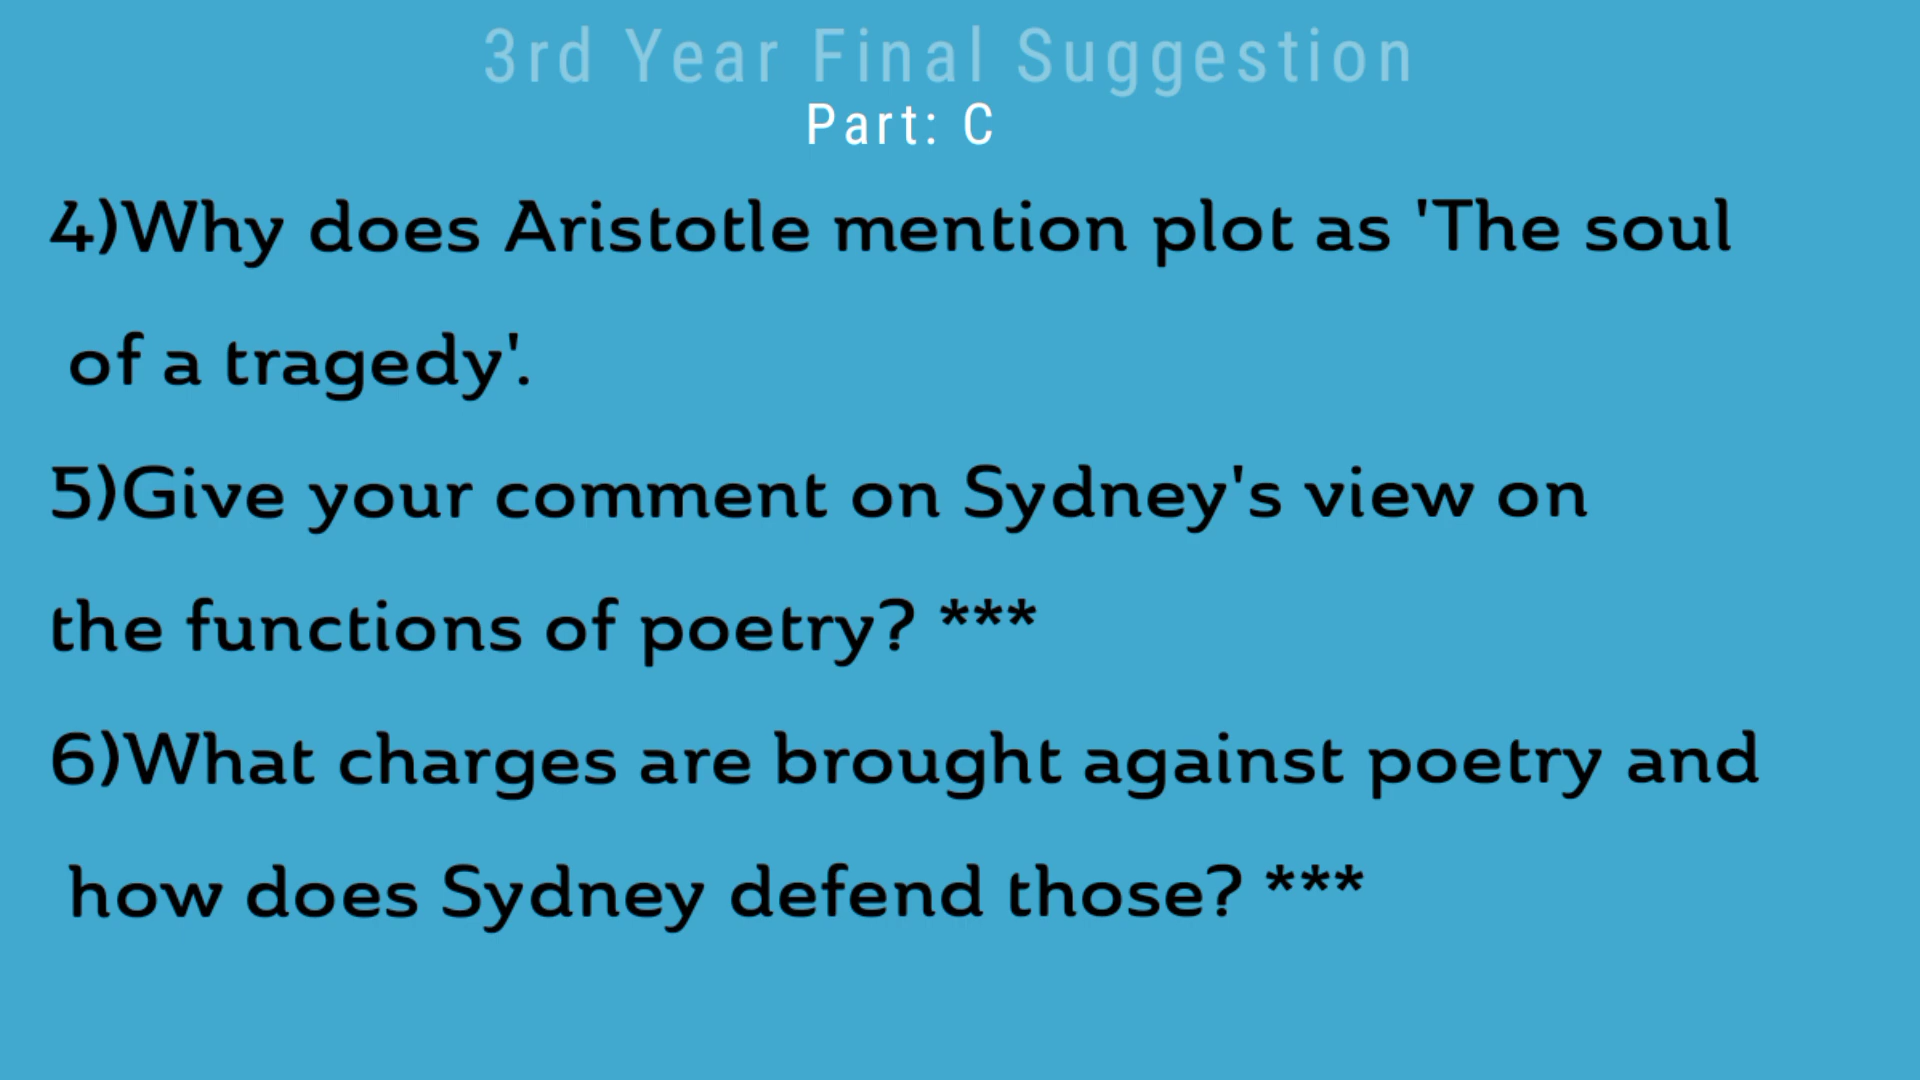 3rd Year Final Suggestion
Part: C
4)Why does Aristotle mention plot as 'The soul
of a tragedy'.
5)Give your comment on Sydney's view on
the functions of poetry? ***
6)What charges are brought against poetry and
how does Sydney defend those? ***